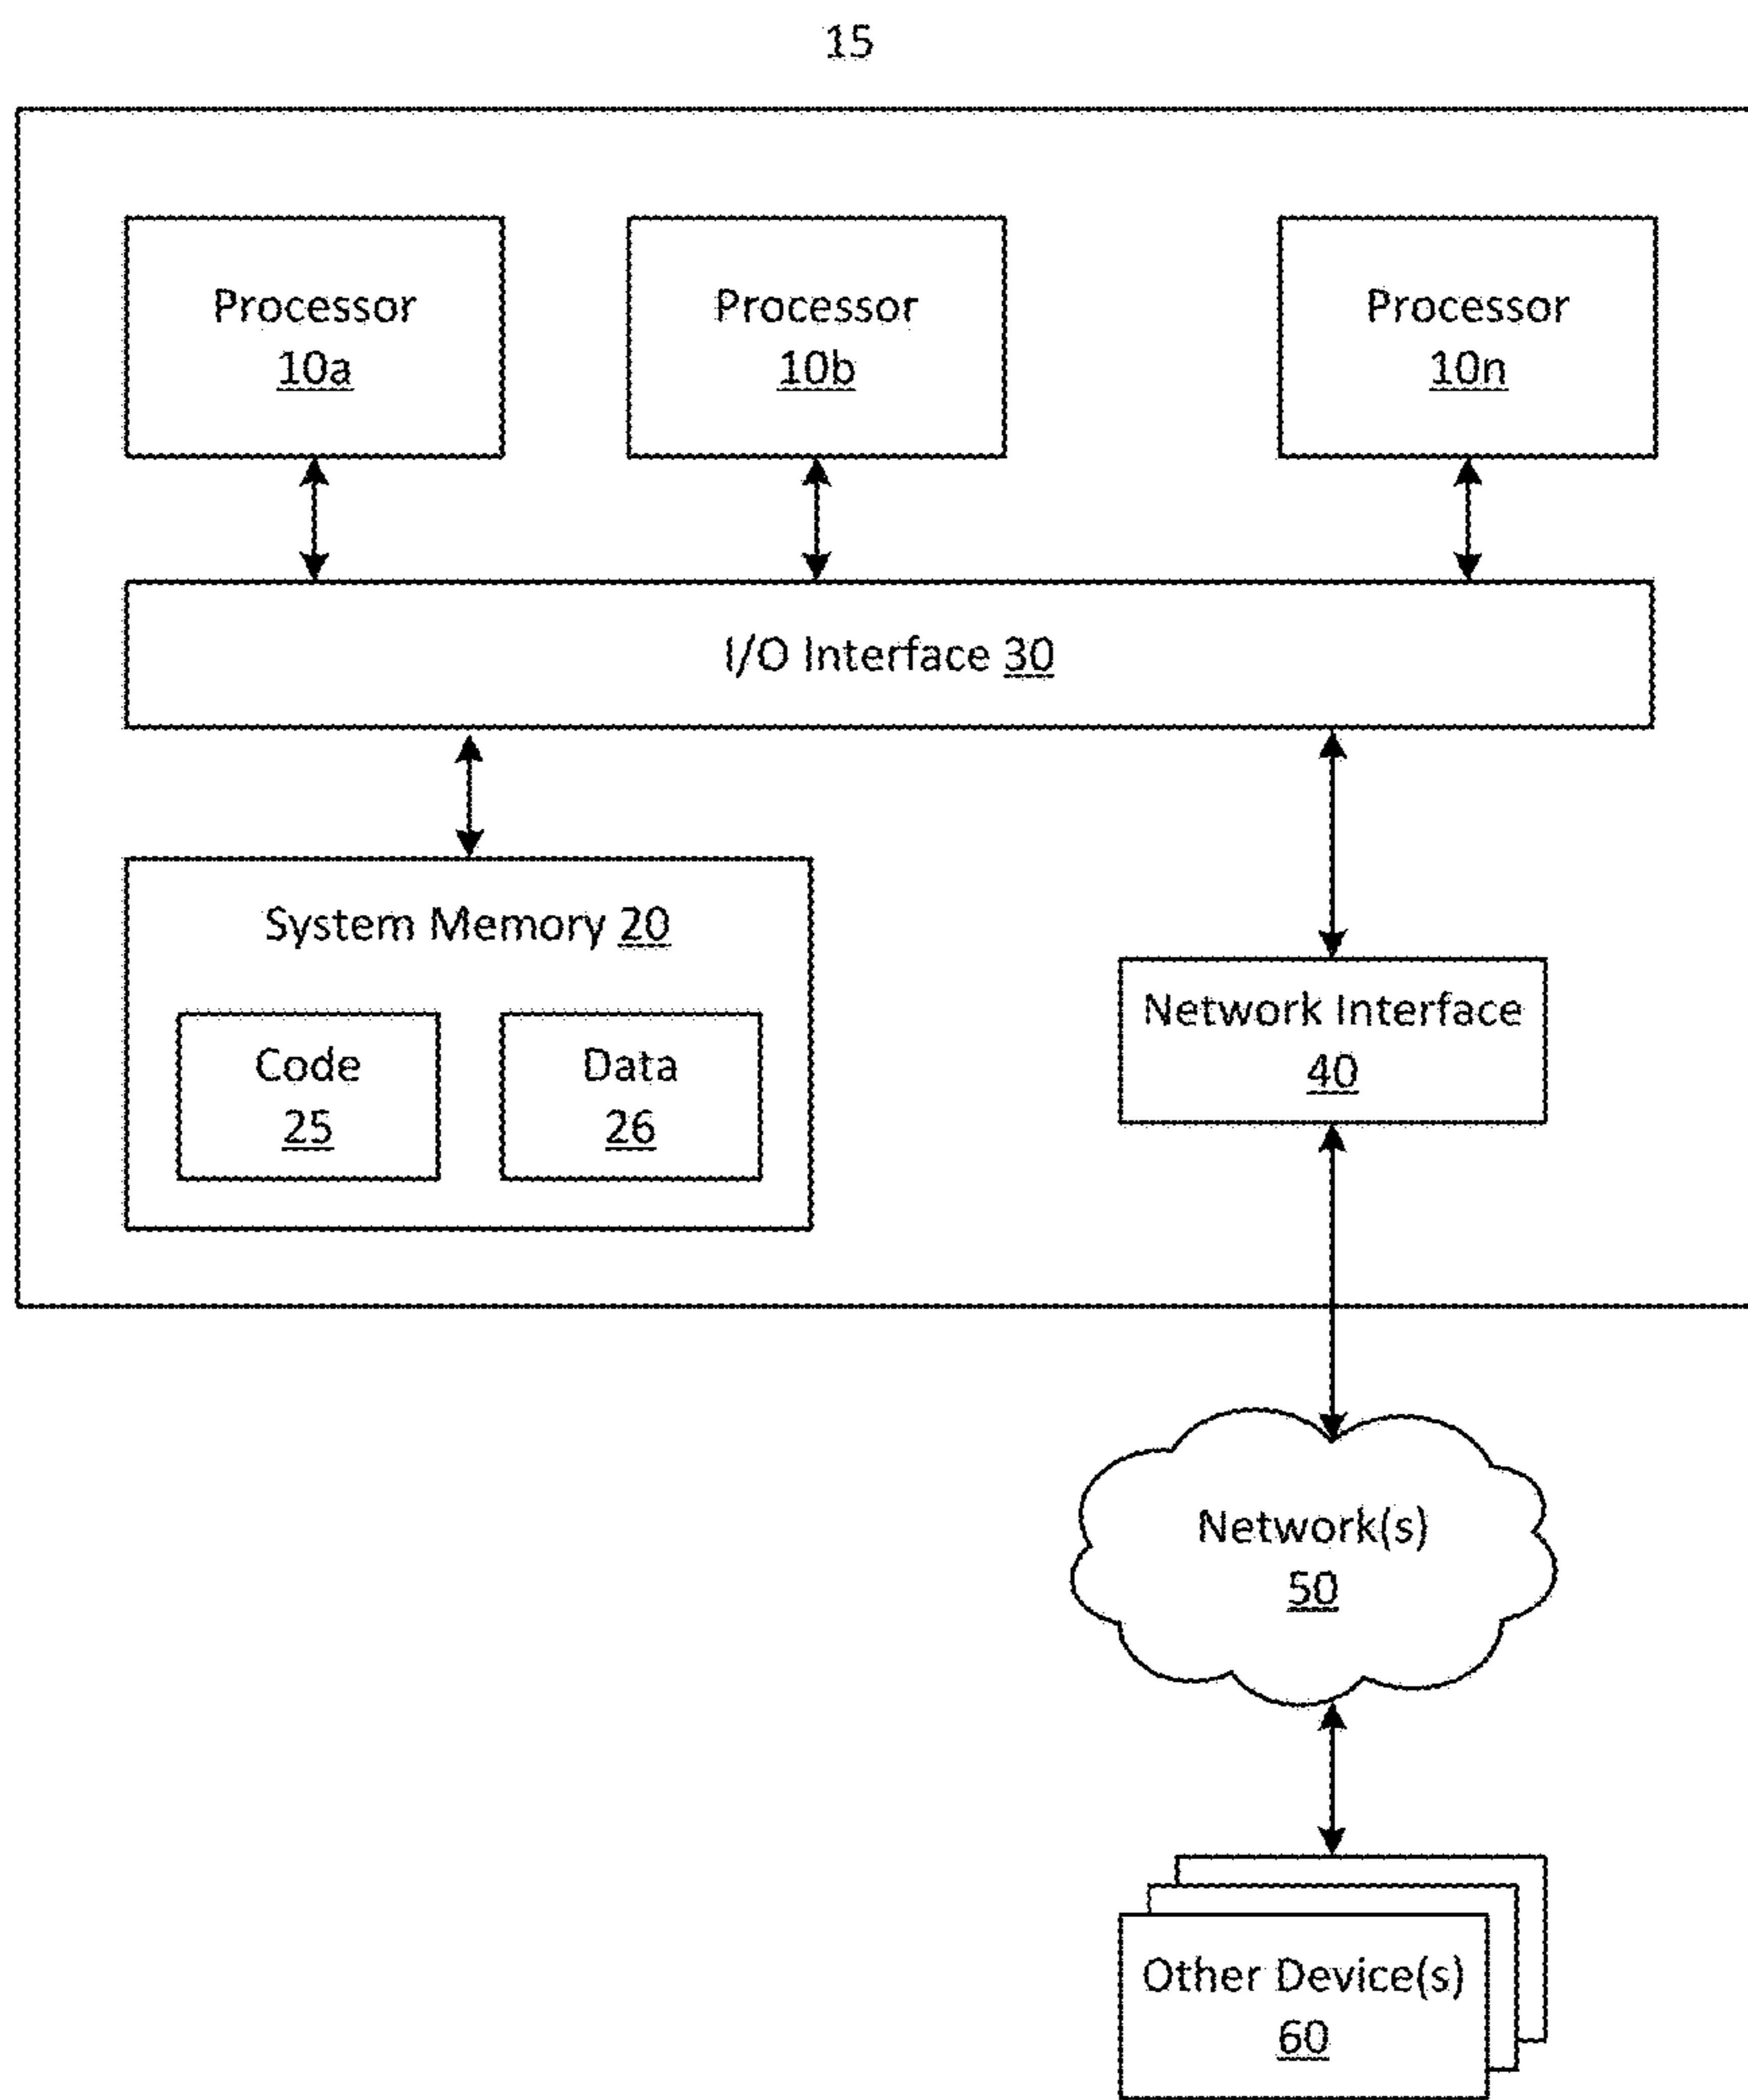 15
Processor
10a
Processor
10b
Processor
10n
I/O Interface 30
System Memory 20
Code
25
Data
26
Network Interface
40
Network(s)
50
Other Device(s)
60